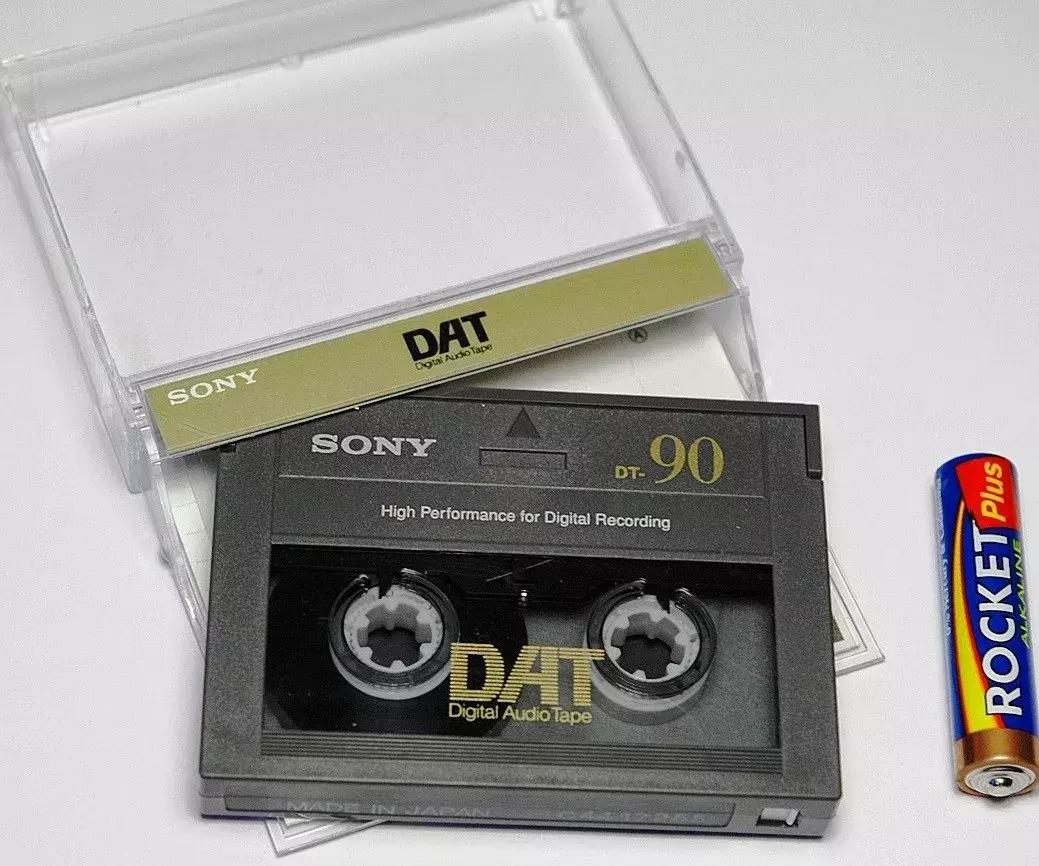 SONY
DAT
Digital Audio Tape
A
SONY
DT-90
High Performance for Digital Recording
DAT
Digital Audio Tape
MADE IN JAPAN
ROCKET Plus
ALKALINE